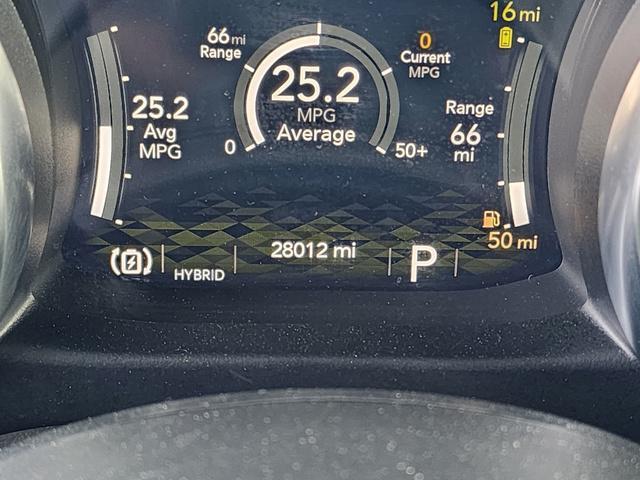 16 mi
66 mi
Range
0
Current
MPG
25.2
MPG
Average
0
50+
25.2
Avg
MPG
Range
66
mi
50 mi
HYBRID
28012 mi
P